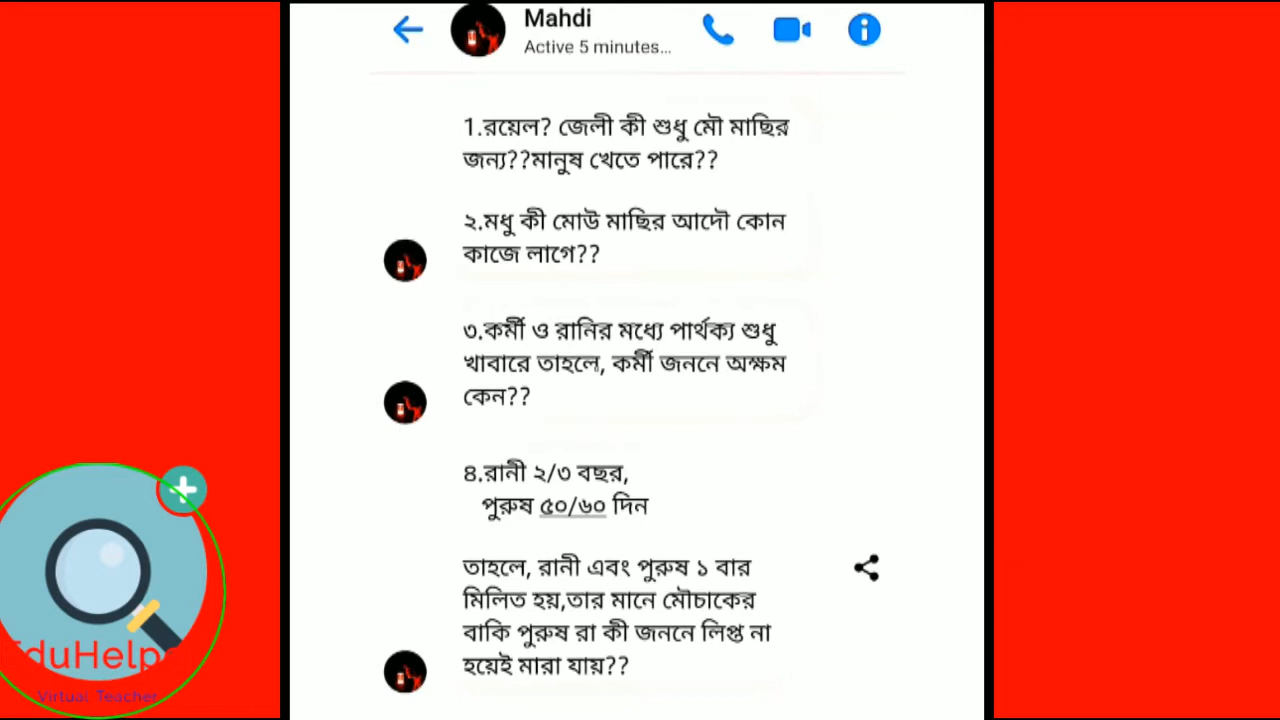 Mahdi
Active 5 minutes...
1.রয়েল? জেলী কী শুধু মৌ মাছির
জন্য??মানুষ খেতে পারে??
২.মধু কী মোউ মাছির আদৌ কোন
কাজে লাগে??
৩.কর্মী ও রানির মধ্যে পার্থক্য শুধু
খাবারে তাহলে, কর্মী জননে অক্ষম
কেন??
৪.রানী ২/৩ বছর,
পুরুষ ৫০/৬০ দিন
তাহলে, রানী এবং পুরুষ ১ বার
মিলিত হয়,তার মানে মৌচাকের
বাকি পুরুষ রা কী জননে লিপ্ত না
হয়েই মারা যায়??
EduHelp
Virtual Teacher